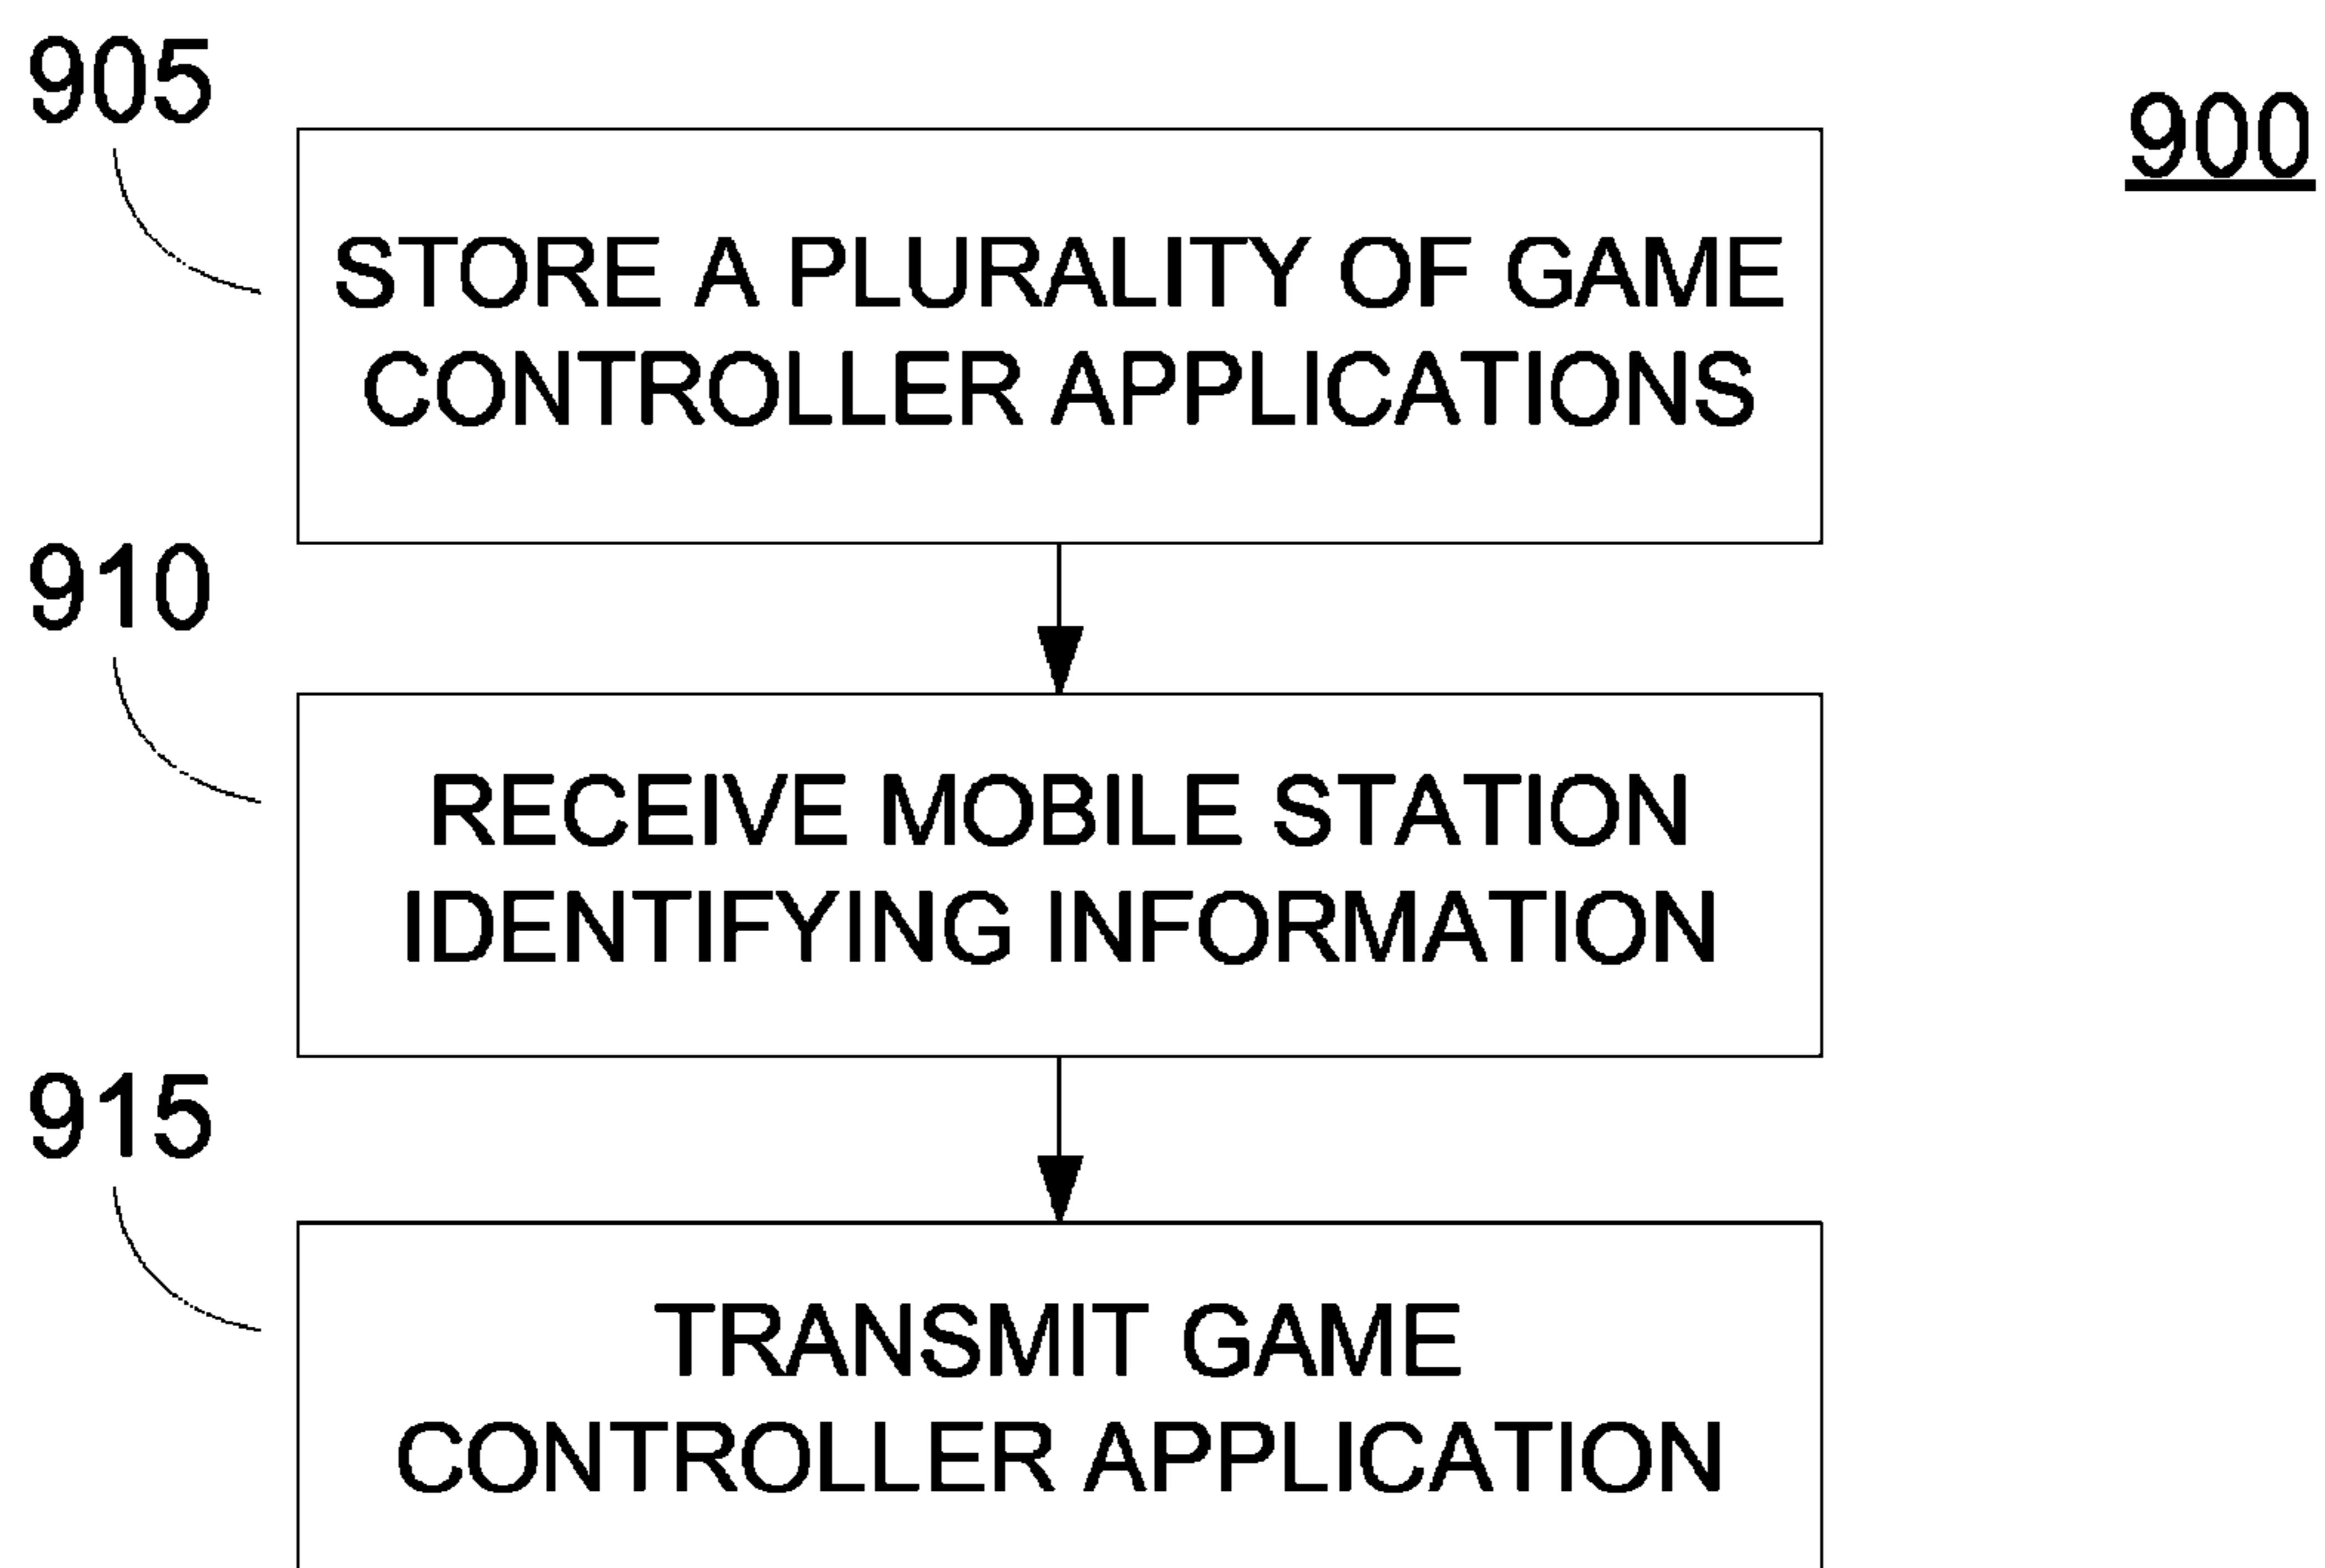 905
900
STORE A PLURALITY OF GAME
CONTROLLER APPLICATIONS
910
RECEIVE MOBILE STATION
IDENTIFYING INFORMATION
915
TRANSMIT GAME
CONTROLLER APPLICATION